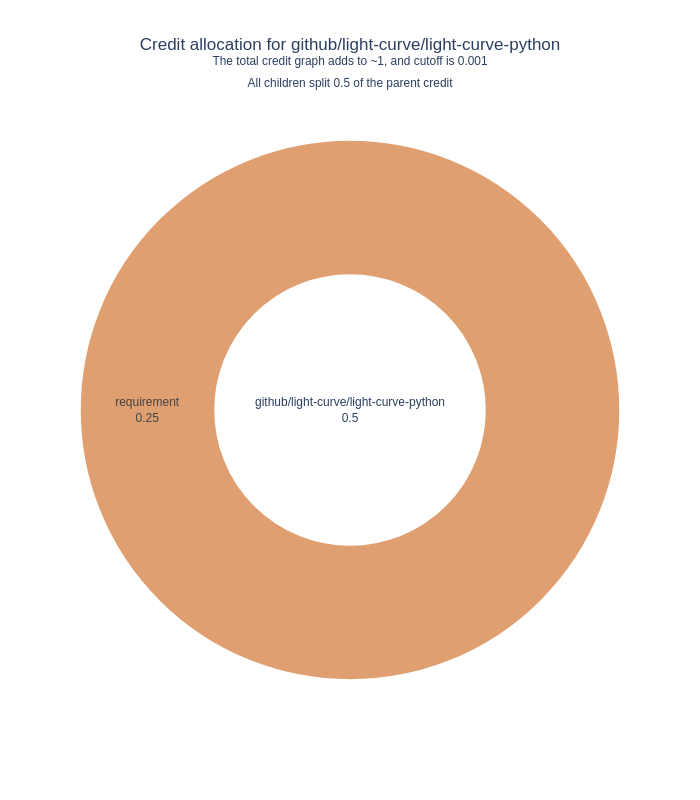 Credit allocation for github/light-curve/light-curve-python
The total credit graph adds to ~1, and cutoff is 0.001
All children split 0.5 of the parent credit
requirement
0.25
github/light-curve/light-curve-python
0.5